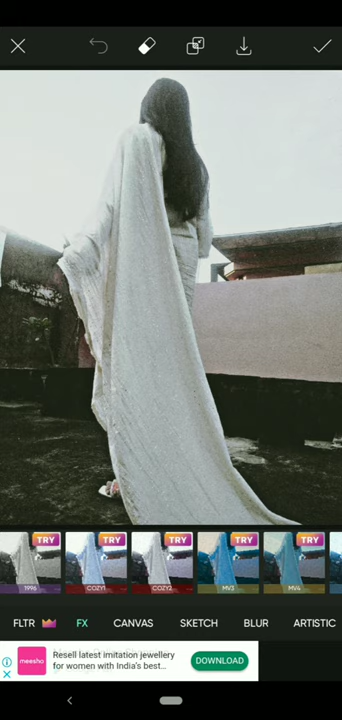 TRY
TRY
TRY
TRY
TRY
1996
COZY1
COZY2
MV3
MV4
FLTR
FX
CANVAS
SKETCH
BLUR
ARTISTIC
meesho
Resell latest imitation jewellery
for women with India's best...
DOWNLOAD